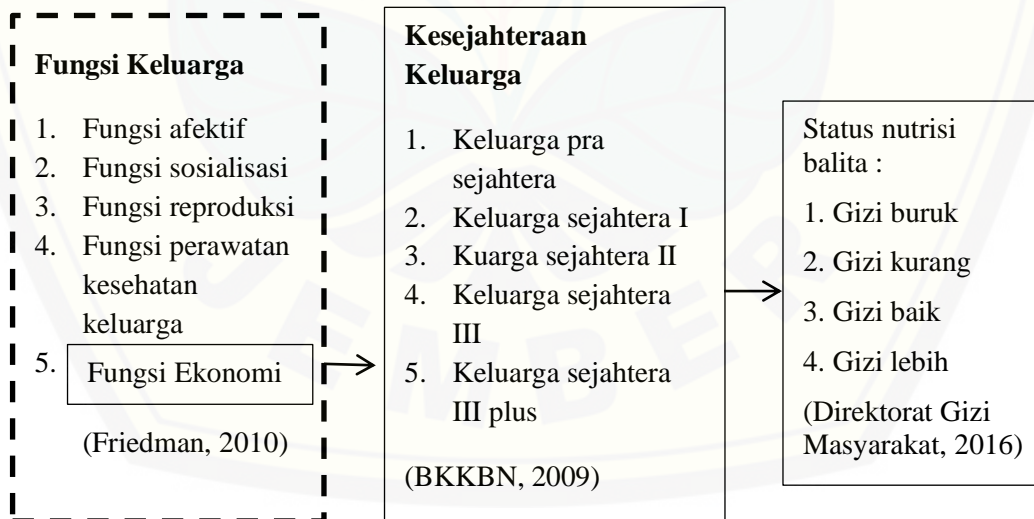 Fungsi Keluarga
1. Fungsi afektif
2. Fungsi sosialisasi
3. Fungsi reproduksi
4. Fungsi perawatan
kesehatan
keluarga
5. Fungsi Ekonomi
(Friedman, 2010)
Kesejahteraan
Keluarga
1. Keluarga pra
sejahtera
2. Keluarga sejahtera I
3. Kuarga sejahtera II
4. Keluarga sejahtera
III
5. Keluarga sejahtera
III plus
(BKKBN, 2009)
Status nutrisi
balita :
1. Gizi buruk
2. Gizi kurang
3. Gizi baik
4. Gizi lebih
(Direktorat Gizi
Masyarakat, 2016)
JEMBER